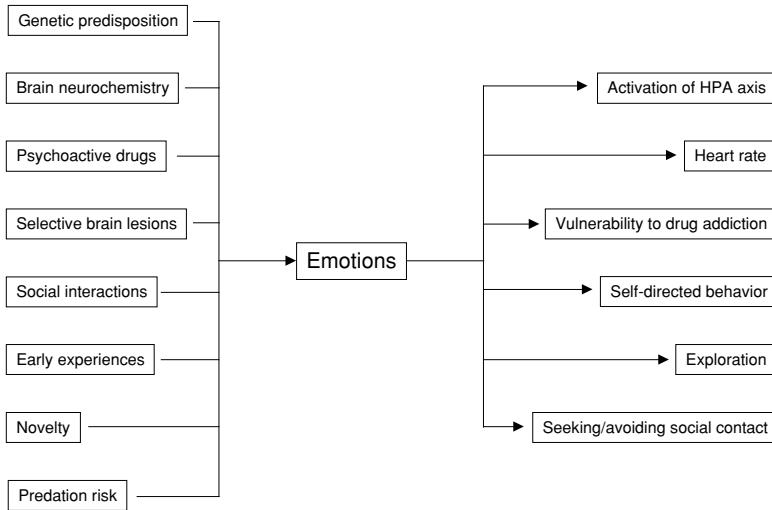 Genetic predisposition
Brain neurochemistry
Psychoactive drugs
Selective brain lesions
Social interactions
Early experiences
Novelty
Predation risk
Emotions
Activation of HPA axis
Heart rate
Vulnerability to drug addiction
Self-directed behavior
Exploration
Seeking/avoiding social contact